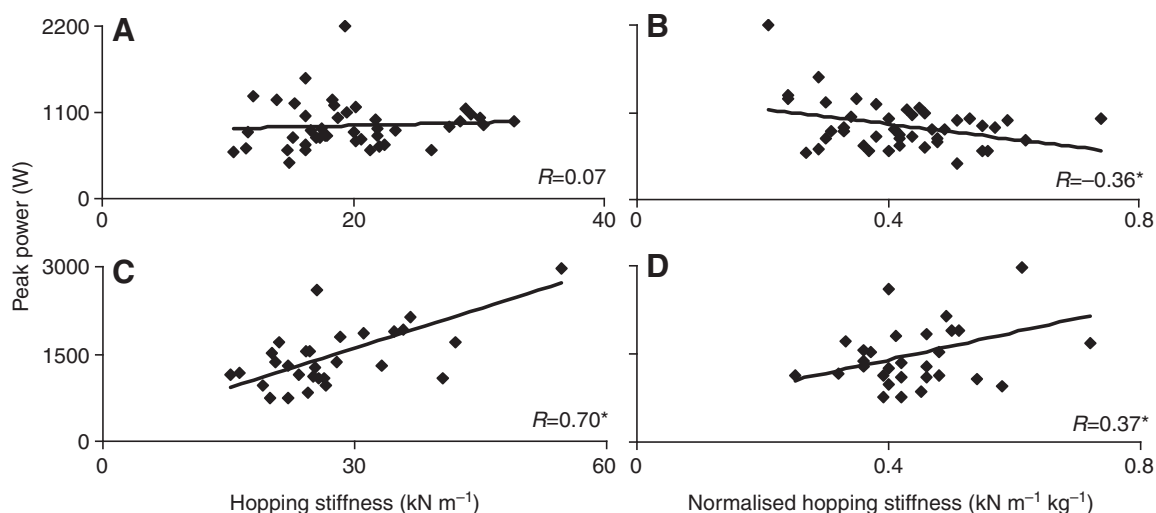 A
B
2200
1100
0
R=0.07
R=–0.36*
0
20
40
0
0.4
0.8
Peak power (W)
C
D
3000
1500
0
R=0.70*
R=0.37*
0
30
60
0
0.4
0.8
Hopping stiffness (kN m⁻¹)
Normalised hopping stiffness (kN m⁻¹ kg⁻¹)